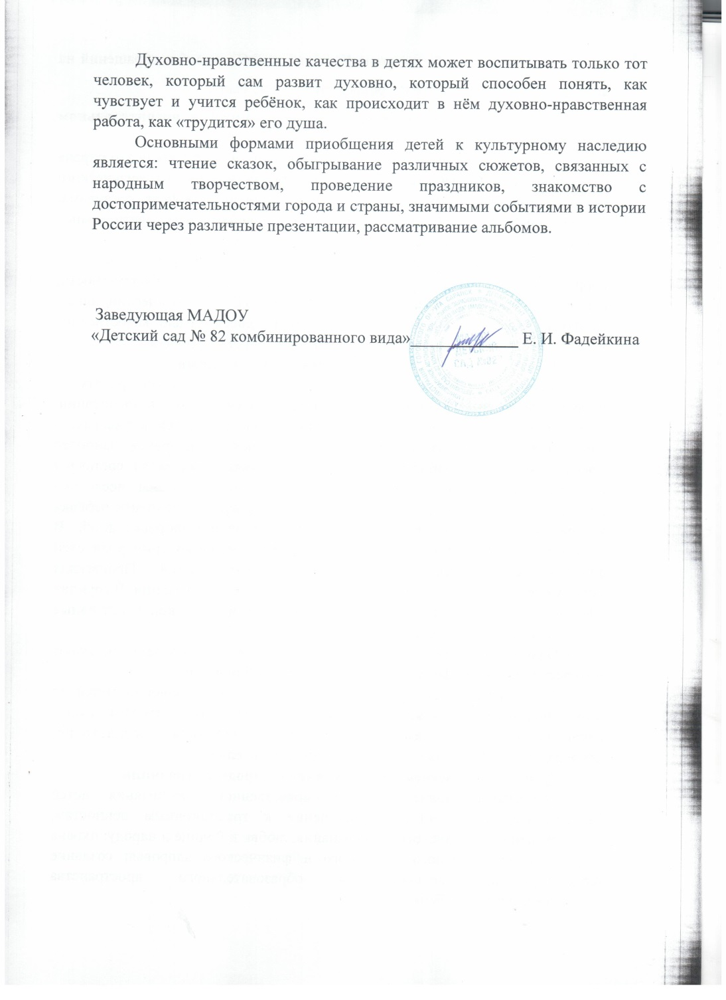 Духовно-нравственные качества в детях может воспитывать только тот
человек, который сам развит духовно, который способен понять, как
чувствует и учится ребёнок, как происходит в нём духовно-нравственная
работа, как «трудится» его душа.
Основными формами приобщения детей к культурному наследию
является: чтение сказок, обыгрывание различных сюжетов, связанных с
народным творчеством, проведение праздников, знакомство с
достопримечательностями города и страны, значимыми событиями в истории
России через различные презентации, рассматривание альбомов.
Заведующая МАДОУ
«Детский сад № 82 комбинированного вида»______________ Е. И. Фадейкина